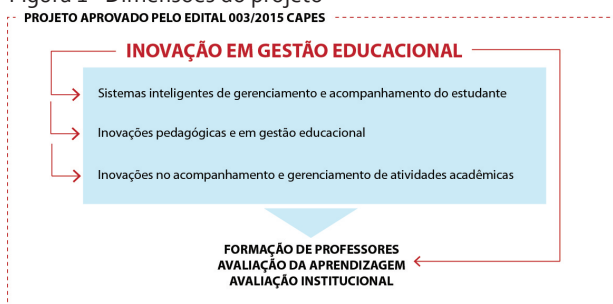 Figura 1 - Dimensões do projeto
PROJETO APROVADO PELO EDITAL 003/2015 CAPES
INOVAÇÃO EM GESTÃO EDUCACIONAL
Sistemas inteligentes de gerenciamento e acompanhamento do estudante
Inovações pedagógicas e em gestão educacional
Inovações no acompanhamento e gerenciamento de atividades acadêmicas
FORMAÇÃO DE PROFESSORES
AVALIAÇÃO DA APRENDIZAGEM
AVALIAÇÃO INSTITUCIONAL